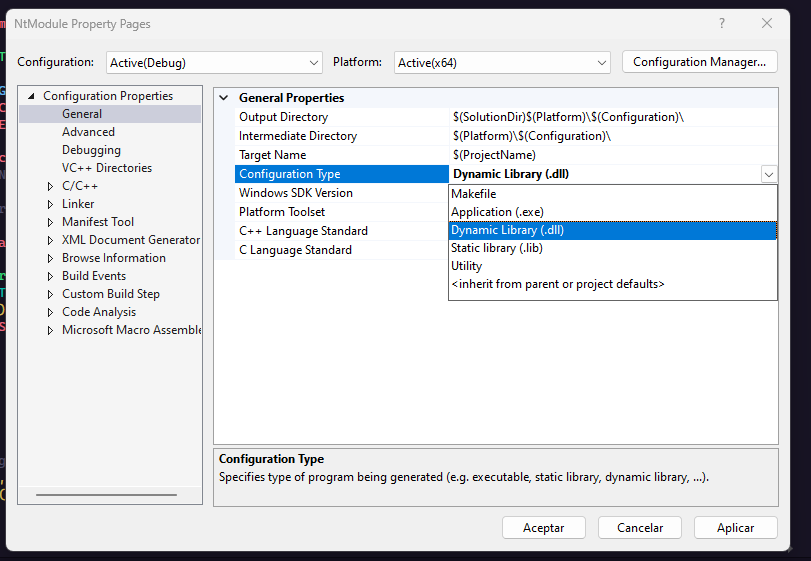 NtModule Property Pages
?
Configuration: Active(Debug) Platform: Active(x64) Configuration Manager...
Configuration Properties
General
Advanced
Debugging
VC++ Directories
C/C++
Linker
Manifest Tool
XML Document Generator
Browse Information
Build Events
Custom Build Step
Code Analysis
Microsoft Macro Assemble
General Properties
Output Directory $(SolutionDir)$(Platform)\$(Configuration)\
Intermediate Directory $(Platform)\$(Configuration)\
Target Name $(ProjectName)
Configuration Type Dynamic Library (.dll)
Windows SDK Version
Platform Toolset
C++ Language Standard
C Language Standard
Makefile
Application (.exe)
Dynamic Library (.dll)
Static library (.lib)
Utility
<inherit from parent or project defaults>
Configuration Type
Specifies type of program being generated (e.g. executable, static library, dynamic library, ...).
Aceptar Cancelar Aplicar